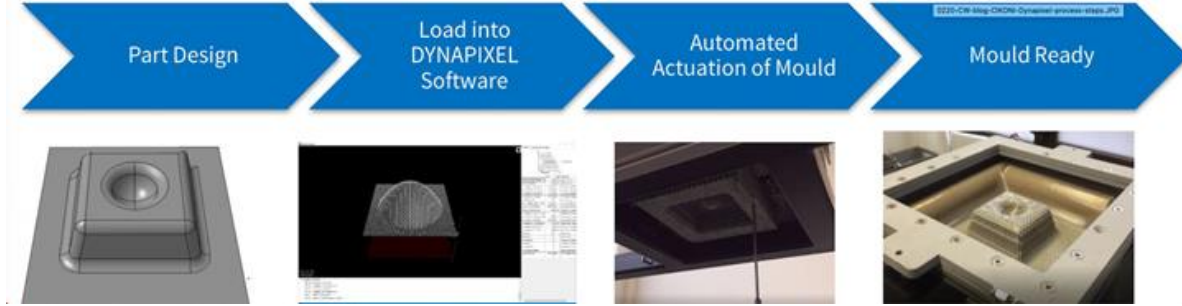 0220-CW-blog-CIKONI-Dynapixel-process-steps.JPG
Part Design
Load into
DYNAPIXEL
Software
Automated
Actuation of Mould
Mould Ready